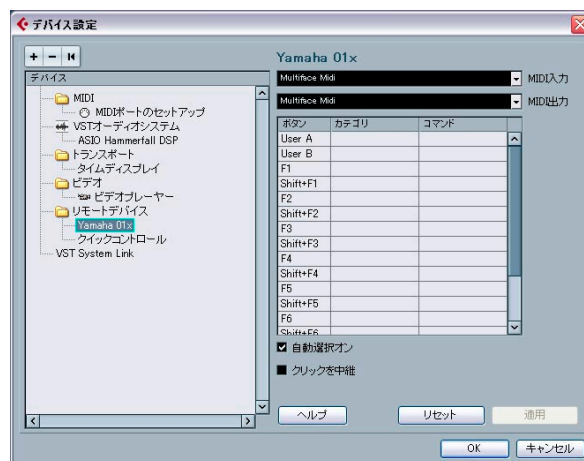 デバイス設定
デバイス
MIDI
MIDIポートのセットアップ
VSTオーディオシステム
ASIO Hammerfall DSP
トランスポート
タイムディスプレイ
ビデオ
ビデオプレーヤー
リモートデバイス
Yamaha 01x
クイックコントロール
VST System Link
Yamaha 01x
Multiface Midi MIDI入力
Multiface Midi MIDI出力
ボタン カテゴリ コマンド
User A
User B
F1
Shift+F1
F2
Shift+F2
F3
Shift+F3
F4
Shift+F4
F5
Shift+F5
F6
Shift+F6
自動選択オン
クリックを中継
ヘルプ リセット 適用
OK キャンセル